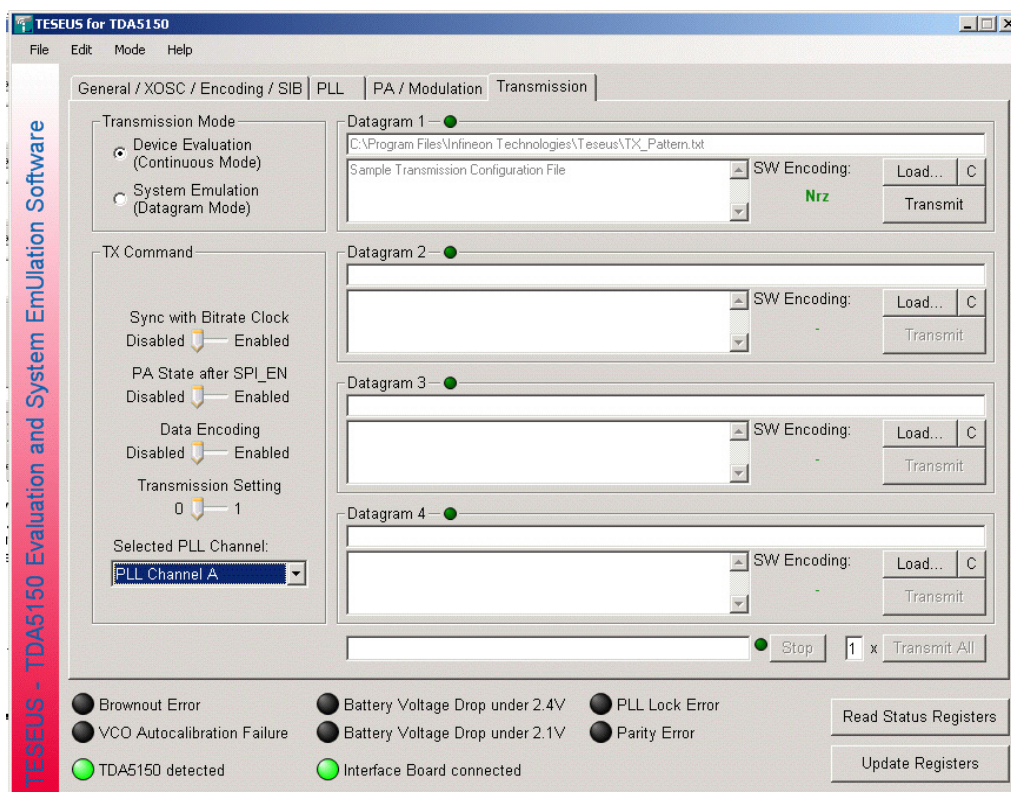 TESEUS for TDA5150
File Edit Mode Help
General / XOSC / Encoding / SIB PLL PA / Modulation Transmission
TESEUS - TDA5150 Evaluation and System EmUlation Software
Transmission Mode
Device Evaluation
(Continuous Mode)
System Emulation
(Datagram Mode)
TX Command
Sync with Bitrate Clock
Disabled Enabled
PA State after SPI_EN
Disabled Enabled
Data Encoding
Disabled Enabled
Transmission Setting
0 1
Selected PLL Channel:
PLL Channel A
Datagram 1
C:\Program Files\Infineon Technologies\Teseus\TX_Pattern.txt
Sample Transmission Configuration File
SW Encoding:
Nrz
Load... C
Transmit
Datagram 2
SW Encoding:
-
Load... C
Transmit
Datagram 3
SW Encoding:
-
Load... C
Transmit
Datagram 4
SW Encoding:
-
Load... C
Transmit
Stop 1 x Transmit All
Brownout Error
VCO Autocalibration Failure
TDA5150 detected
Battery Voltage Drop under 2.4V
Battery Voltage Drop under 2.1V
Interface Board connected
PLL Lock Error
Parity Error
Read Status Registers
Update Registers